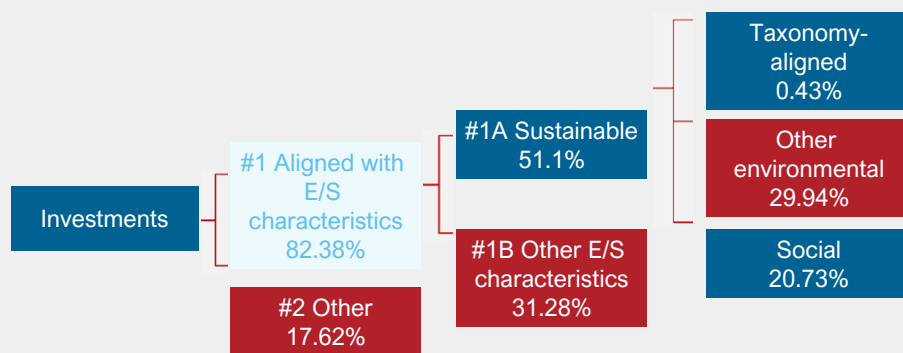 Investments
#1 Aligned with
E/S
characteristics
82.38%
#2 Other
17.62%
#1A Sustainable
51.1%
#1B Other E/S
characteristics
31.28%
Taxonomy-
aligned
0.43%
Other
environmental
29.94%
Social
20.73%